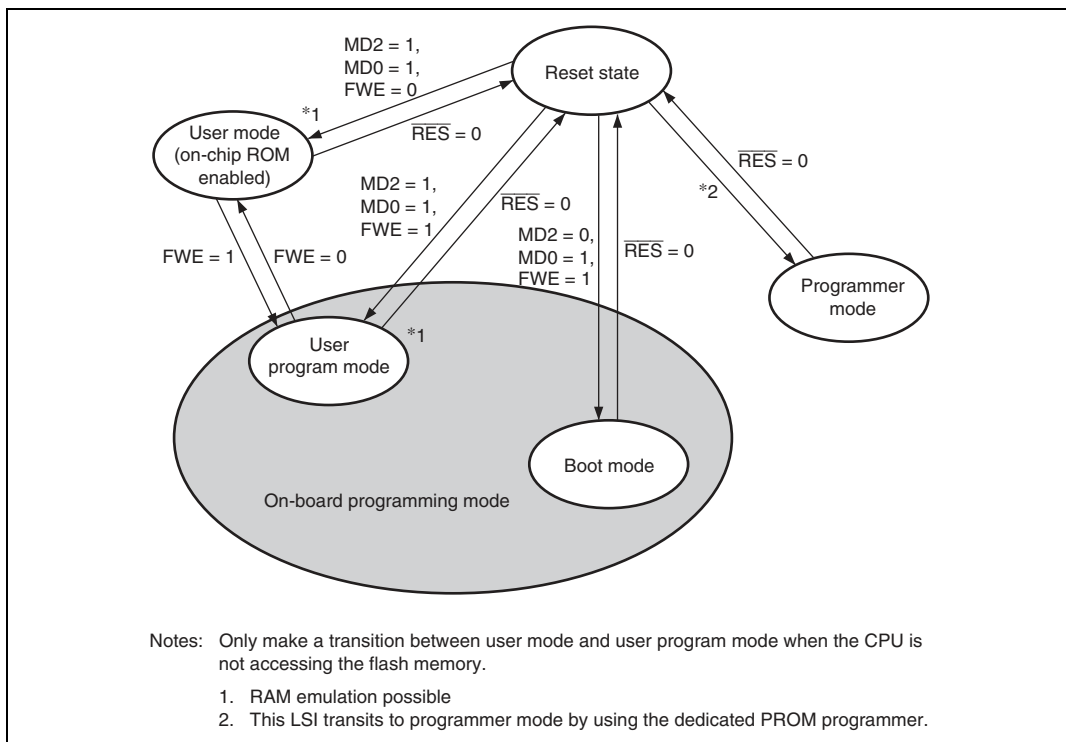 MD2 = 1,
MD0 = 1,
FWE = 0
Reset state
*1
RES = 0
User mode
(on-chip ROM
enabled)
RES = 0
*2
MD2 = 1,
MD0 = 1,
FWE = 1
RES = 0
MD2 = 0,
MD0 = 1,
FWE = 1
RES = 0
FWE = 1
FWE = 0
Programmer
mode
*1
User
program mode
Boot mode
On-board programming mode
Notes: Only make a transition between user mode and user program mode when the CPU is
not accessing the flash memory.
1. RAM emulation possible
2. This LSI transits to programmer mode by using the dedicated PROM programmer.